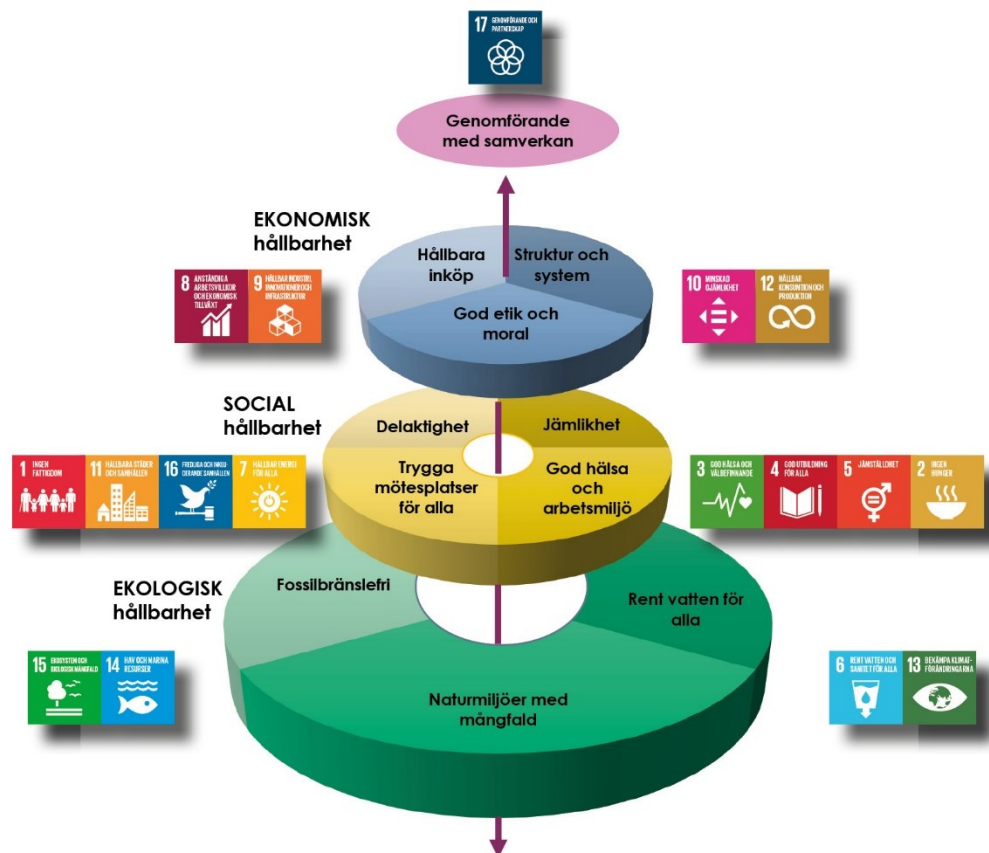 17 GENOMFÖRANDE OCH
PARTNERSKAP
Genomförande
med samverkan
EKONOMISK
hållbarhet
8 ANSTÄNDIGA
ARBETSVILLKOR
OCH EKONOMISK
TILLVÄXT
9 HÅLLBAR INDUSTRI,
INNOVATIONER OCH
INFRASTRUKTUR
Hållbara
inköp
Struktur och
system
God etik och
moral
10 MINSKAD
OJÄMLIKHET
12 HÅLLBAR
KONSUMTION OCH
PRODUKTION
SOCIAL
hållbarhet
1 INGEN
FATTIGDOM
11 HÅLLBARA STÄDER
OCH SAMHÄLLEN
16 FREDLIGA OCH INKLU-
DERANDE SAMHÄLLEN
7 HÅLLBAR ENERGI
FÖR ALLA
Delaktighet
Jämlikhet
Trygga
mötesplatser
för alla
God hälsa
och
arbetsmiljö
3 GOD HÄLSA OCH
VÄLBEFINNANDE
4 GOD UTBILDNING
FÖR ALLA
5 JÄMSTÄLLDHET
2 INGEN
HUNGER
EKOLOGISK
hållbarhet
15 EKOSYSTEM OCH
BIOLOGISK MÅNGFALD
14 HAV OCH MARINA
RESURSER
Fossilbränslefri
Rent vatten för
alla
Naturmiljöer med
mångfald
6 RENT VATTEN OCH
SANITET FÖR ALLA
13 BEKÄMPA KLIMAT-
FÖRÄNDRINGARNA